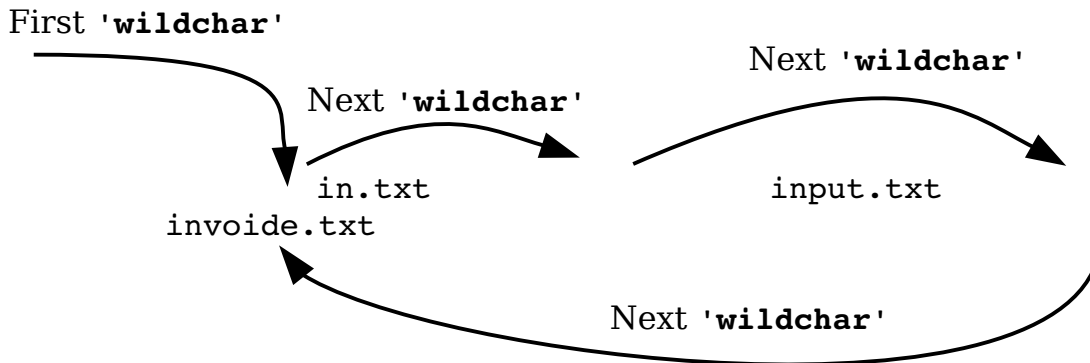 First 'wildchar'
Next 'wildchar'
Next 'wildchar'
in.txt input.txt
invoide.txt
Next 'wildchar'